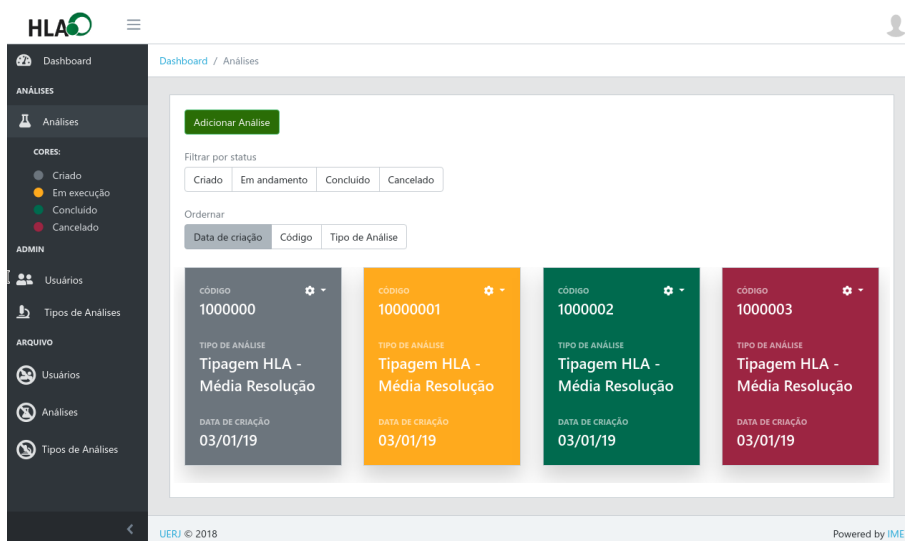 HLA
Dashboard
ANÁLISES
Análises
CORES:
Criado
Em execução
Concluido
Cancelado
ADMIN
Usuários
Tipos de Análises
ARQUIVO
Usuários
Análises
Tipos de Análises
Dashboard / Análises
Adicionar Análise
Filtrar por status
Criado Em andamento Concluido Cancelado
Ordernar
Data de criação Código Tipo de Análise
CÓDIGO
1000000
TIPO DE ANÁLISE
Tipagem HLA -
Média Resolução
DATA DE CRIAÇÃO
03/01/19
CÓDIGO
10000001
TIPO DE ANÁLISE
Tipagem HLA -
Média Resolução
DATA DE CRIAÇÃO
03/01/19
CÓDIGO
1000002
TIPO DE ANÁLISE
Tipagem HLA -
Média Resolução
DATA DE CRIAÇÃO
03/01/19
CÓDIGO
1000003
TIPO DE ANÁLISE
Tipagem HLA -
Média Resolução
DATA DE CRIAÇÃO
03/01/19
UERJ © 2018
Powered by IME